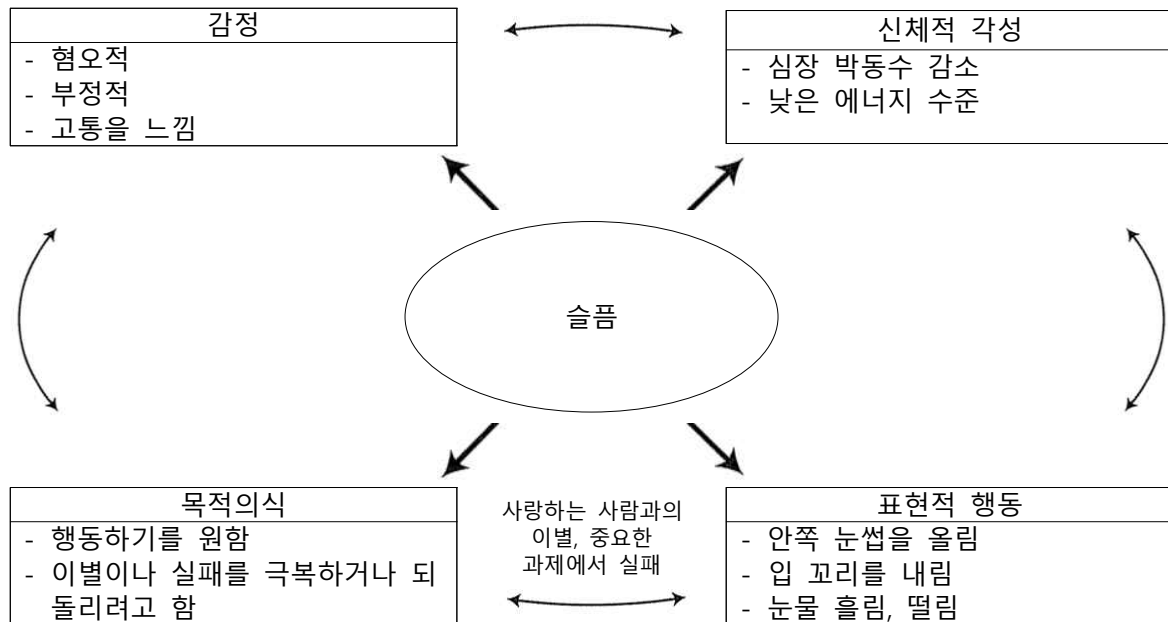 감정
- 혐오적
- 부정적
- 고통을 느낌
신체적 각성
- 심장 박동수 감소
- 낮은 에너지 수준
슬픔
목적의식
- 행동하기를 원함
- 이별이나 실패를 극복하거나 되
돌리려고 함
사랑하는 사람과의
이별, 중요한
과제에서 실패
표현적 행동
- 안쪽 눈썹을 올림
- 입 꼬리를 내림
- 눈물 흘림, 떨림